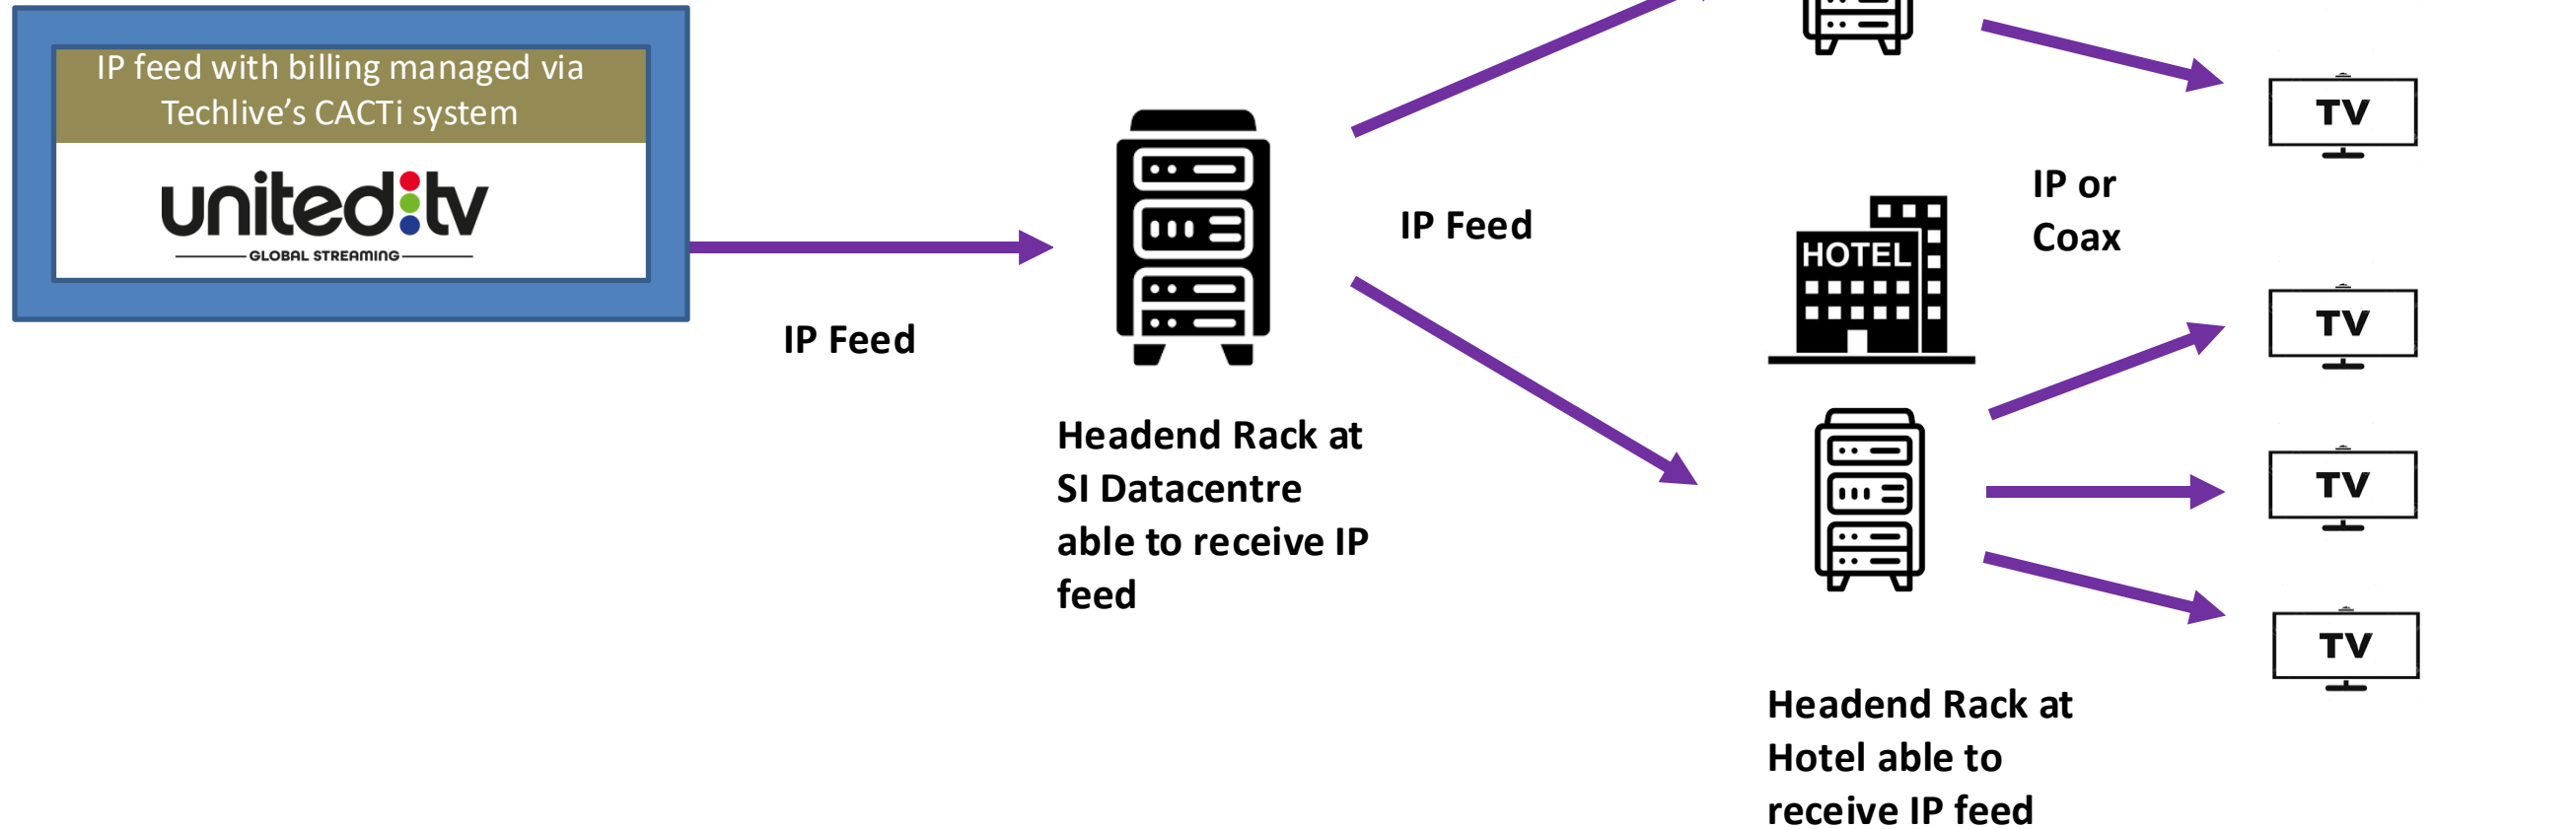 IP feed with billing managed via
Techlive's CACTi system
united:tv
GLOBAL STREAMING
IP Feed
Headend Rack at
SI Datacentre
able to receive IP
feed
IP Feed
HOTEL
IP or
Coax
TV
TV
TV
TV
Headend Rack at
Hotel able to
receive IP feed